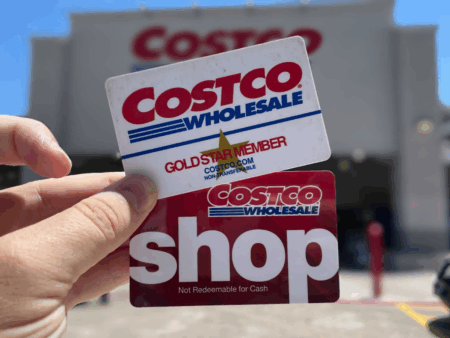 COSTCO
COSTCO
WHOLESALE
GOLD STAR MEMBER
COSTCO.COM
NON-TRANSFERABLE
COSTCO
WHOLESALE
shop
Not Redeemable for Cash